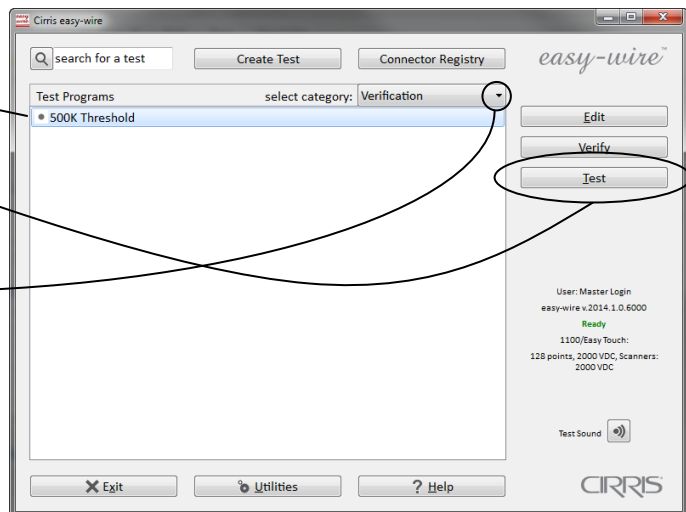 Cirris easy-wire
search for a test
Create Test
Connector Registry
easy-wire™
Test Programs
select category:
Verification
500K Threshold
Edit
Verify
Test
User: Master Login
easy-wire v.2014.1.0.6000
Ready
1100/Easy Touch:
128 points, 2000 VDC, Scanners:
2000 VDC
Test Sound
Exit
Utilities
? Help
CIRRIS